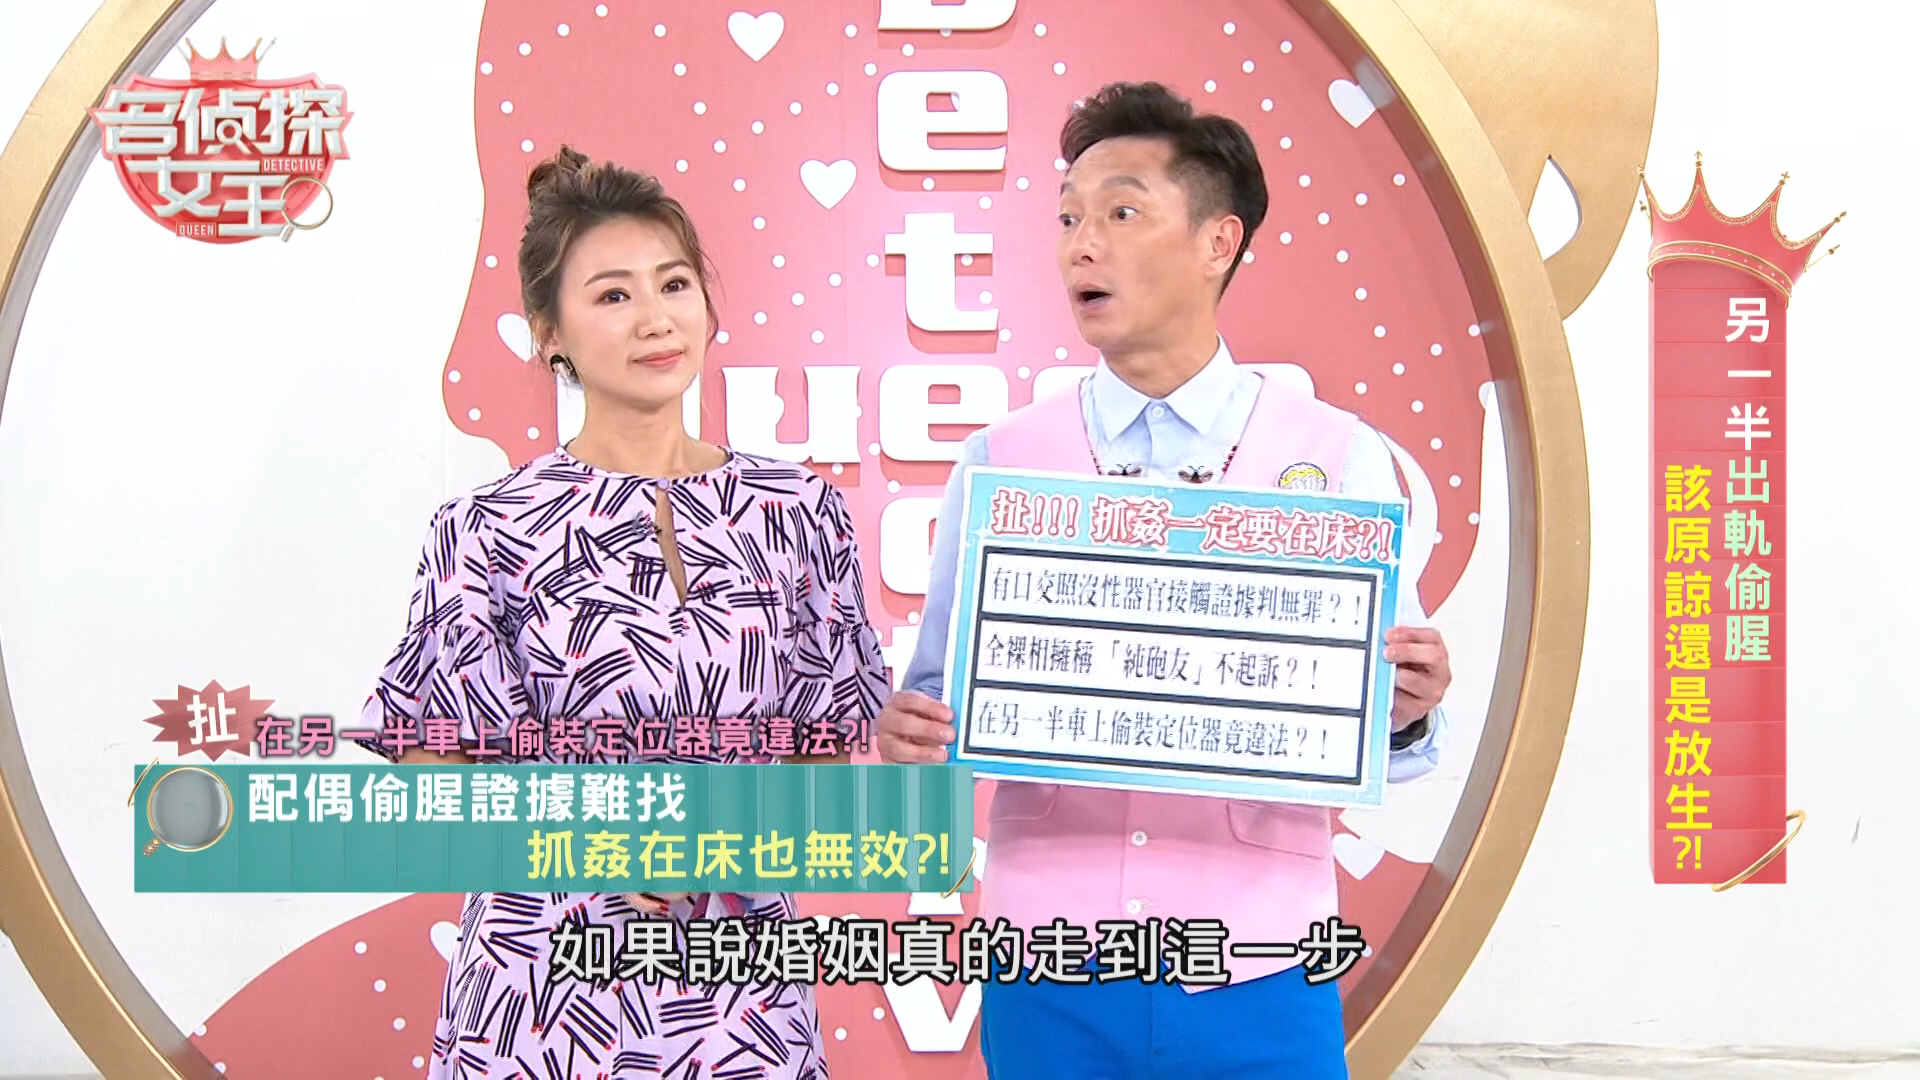 名偵探
DETECTIVE
女王
QUEEN
另一半出軌偷腥
該原諒還是放生?!
扯!!! 抓姦一定要在床?!
有口交照沒性器官接觸證據判無罪？！
全裸相擁稱「純砲友」不起訴？！
在另一半車上偷裝定位器竟違法？！
扯 在另一半車上偷裝定位器竟違法?!
配偶偷腥證據難找
抓姦在床也無效?!
如果說婚姻真的走到這一步